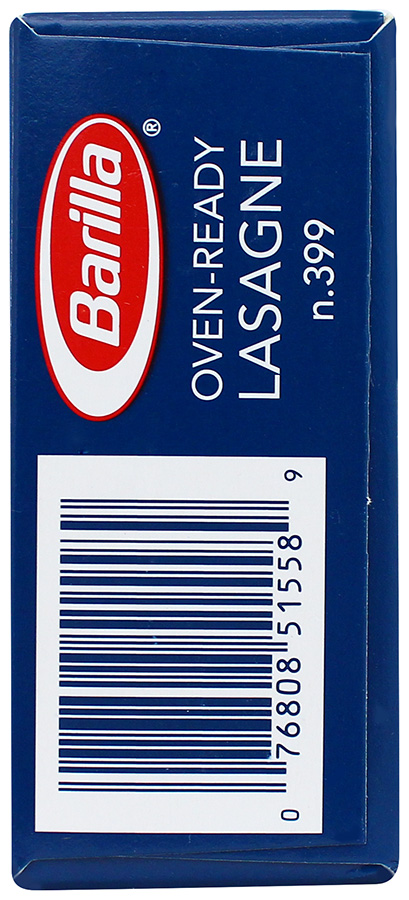 Barilla®
OVEN-READY
LASAGNE
n.399
0 76808 51558 9